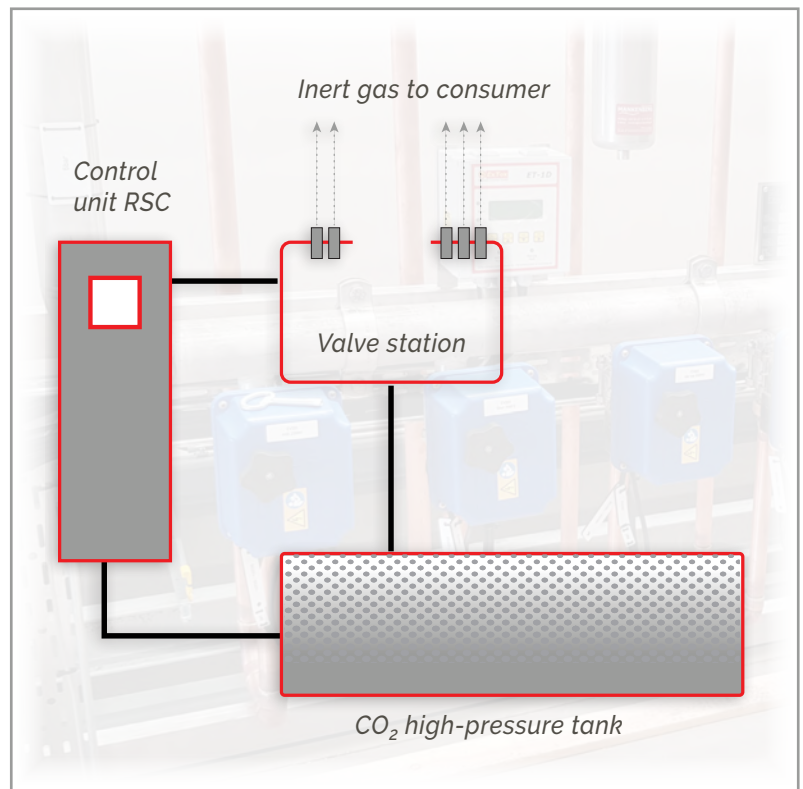 Inert gas to consumer
Control
unit RSC
Valve station
CO₂ high-pressure tank